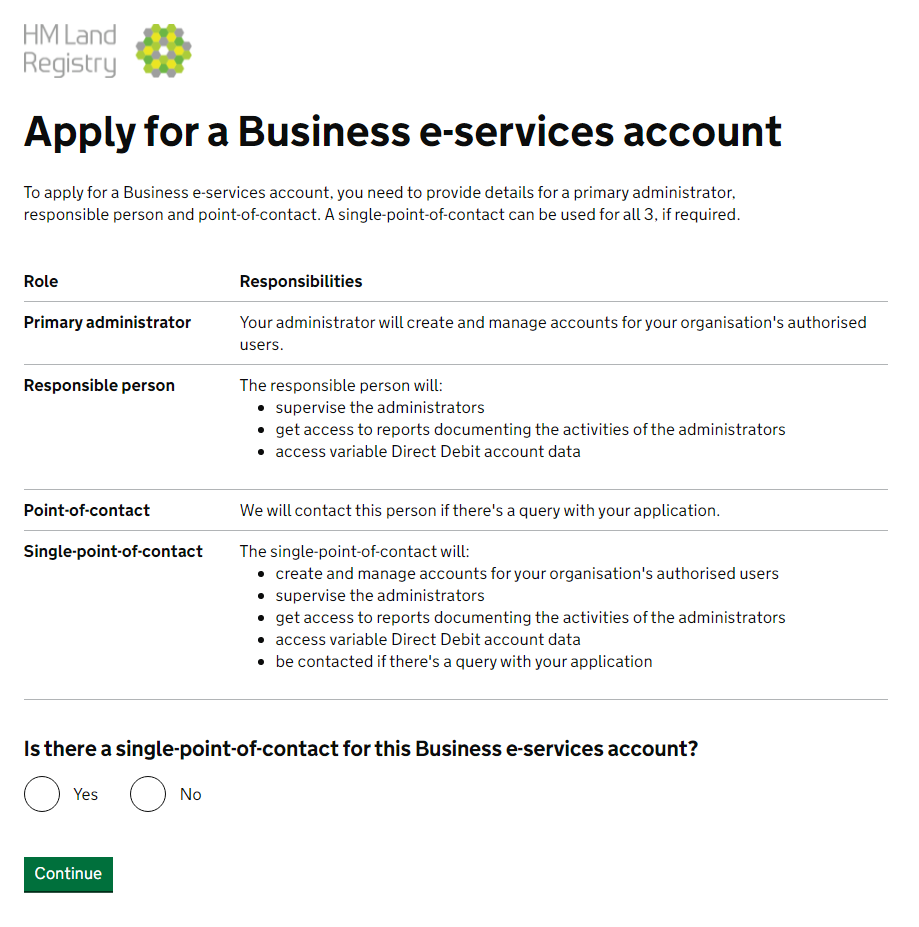 HM Land
Registry
Apply for a Business e-services account
To apply for a Business e-services account, you need to provide details for a primary administrator,
responsible person and point-of-contact. A single-point-of-contact can be used for all 3, if required.
Role Responsibilities
Primary administrator Your administrator will create and manage accounts for your organisation's authorised
users.
Responsible person The responsible person will:
• supervise the administrators
• get access to reports documenting the activities of the administrators
• access variable Direct Debit account data
Point-of-contact We will contact this person if there's a query with your application.
Single-point-of-contact The single-point-of-contact will:
• create and manage accounts for your organisation's authorised users
• supervise the administrators
• get access to reports documenting the activities of the administrators
• access variable Direct Debit account data
• be contacted if there's a query with your application
Is there a single-point-of-contact for this Business e-services account?
Yes No
Continue